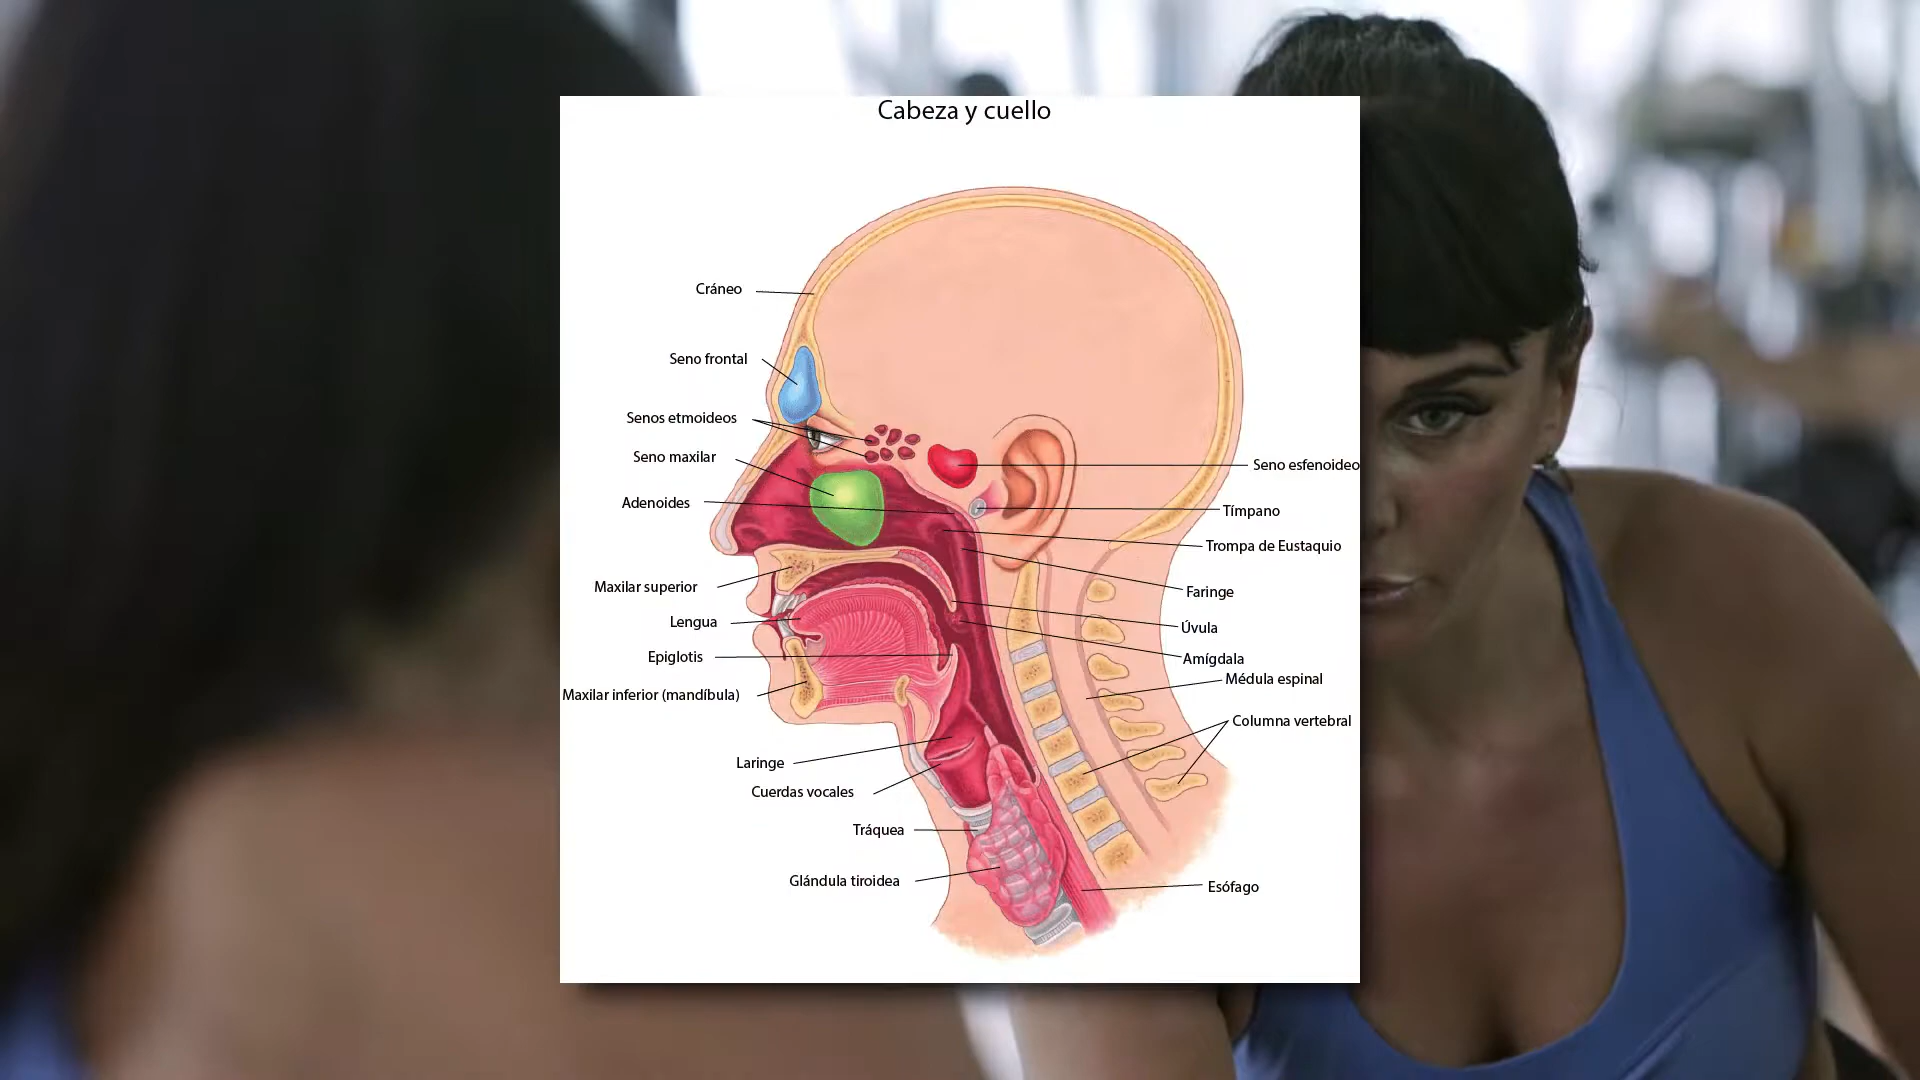 Cabeza y cuello
Cráneo
Seno frontal
Senos etmoideos
Seno maxilar
Adenoides
Maxilar superior
Lengua
Epiglotis
Maxilar inferior (mandíbula)
Laringe
Cuerdas vocales
Tráquea
Glándula tiroidea
Seno esfenoideo
Tímpano
Trompa de Eustaquio
Faringe
Úvula
Amígdala
Médula espinal
Columna vertebral
Esófago